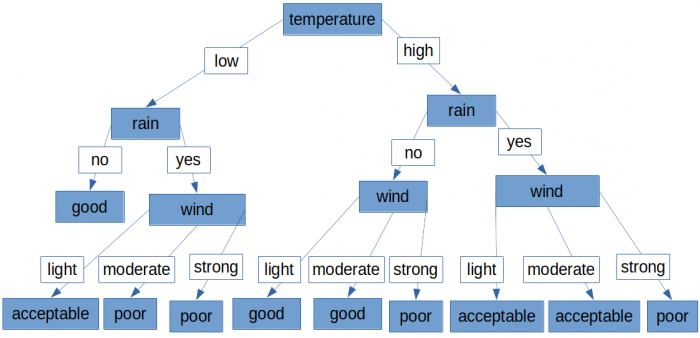 temperature
low
high
rain
rain
no
yes
no
yes
good
wind
wind
wind
light
moderate
strong
light
moderate
strong
light
moderate
strong
acceptable
poor
poor
good
good
poor
acceptable
acceptable
poor